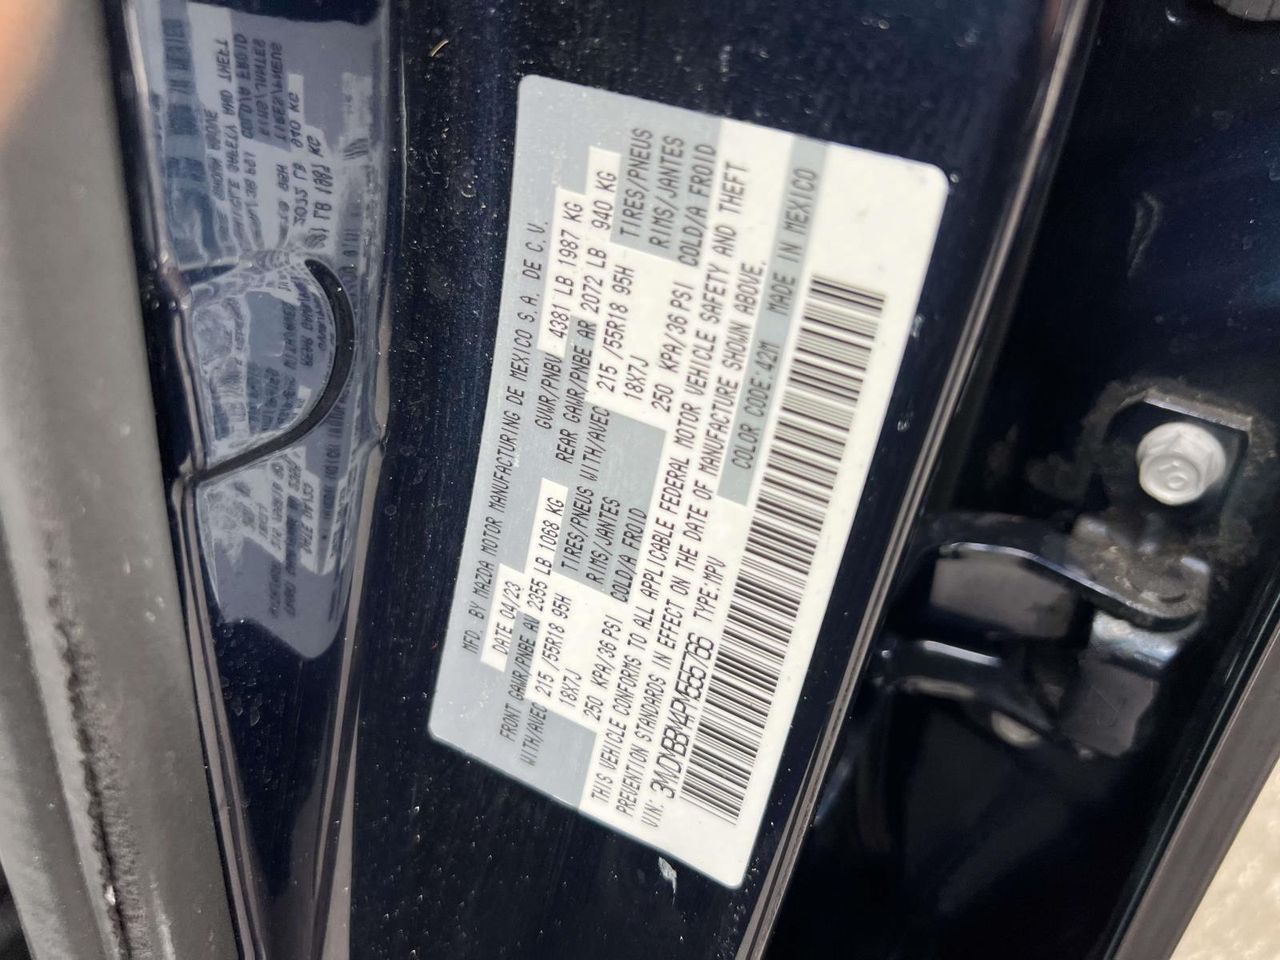 MFD. BY MAZDA MOTOR MANUFACTURING DE MEXICO S.A. DE C.V.
DATE 04/23 GVWR/PNBV 4381 LB 1987 KG
FRONT GAWR/PNBE AV 2355 LB 1068 KG REAR GAWR/PNBE AR 2072 LB 940 KG
WITH/AVEC 215 /55R18 95H TIRES/PNEUS WITH/AVEC 215 /55R18 95H TIRES/PNEUS
18X7J RIMS/JANTES 18X7J RIMS/JANTES
250 KPA/36 PSI COLD/A FROID 250 KPA/36 PSI COLD/A FROID
THIS VEHICLE CONFORMS TO ALL APPLICABLE FEDERAL MOTOR VEHICLE SAFETY AND THEFT
PREVENTION STANDARDS IN EFFECT ON THE DATE OF MANUFACTURE SHOWN ABOVE.
VIN: TYPE:MPV COLOR CODE:42M MADE IN MEXICO